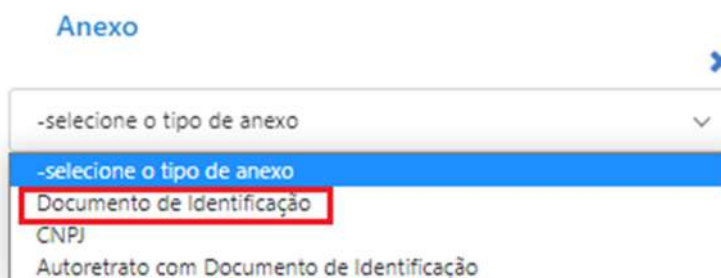 Anexo
-selecione o tipo de anexo
-selecione o tipo de anexo
Documento de Identificação
CNPJ
Autoretrato com Documento de Identificação